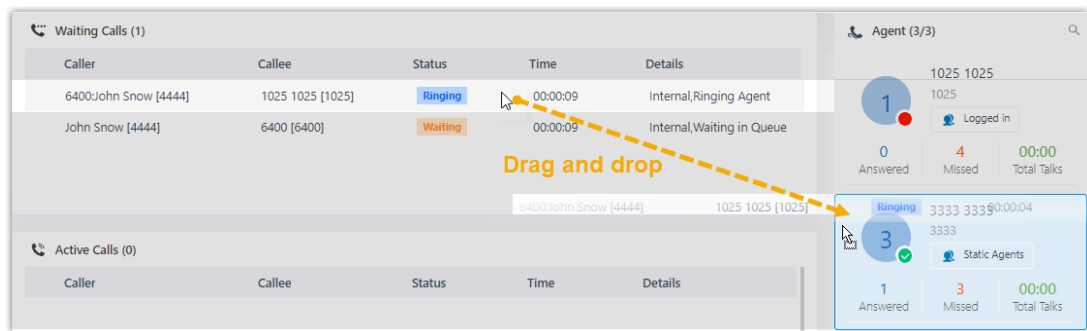 Waiting Calls (1)
Caller Callee Status Time Details
6400:John Snow [4444] 1025 1025 [1025] Ringing 00:00:09 Internal,Ringing Agent
John Snow [4444] 6400 [6400] Waiting 00:00:09 Internal,Waiting in Queue
Drag and drop
6400:John Snow [4444] 1025 1025 [1025] Ringing 00:00:04
Active Calls (0)
Caller Callee Status Time Details
Agent (3/3)
1025 1025
1
1025
Logged in
0 4 00:00
Answered Missed Total Talks
3333 3333
3
3333
Static Agents
1 3 00:00
Answered Missed Total Talks